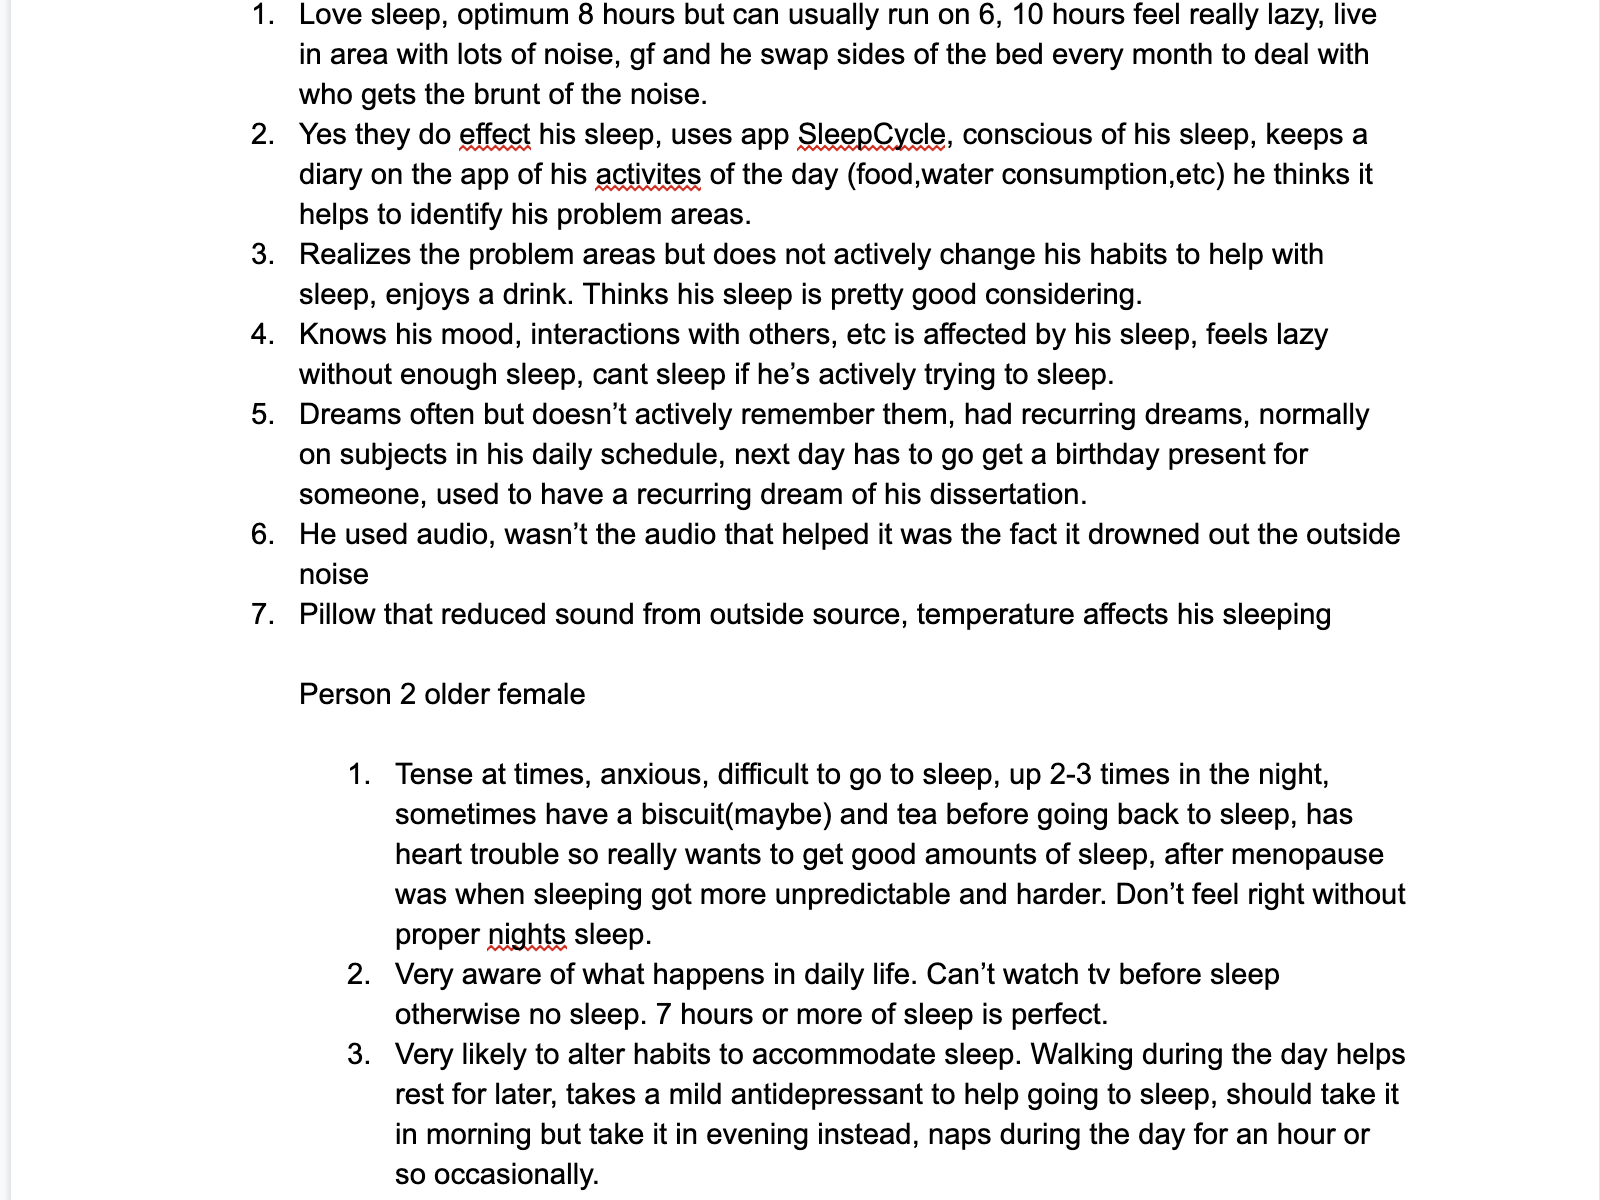 1. Love sleep, optimum 8 hours but can usually run on 6, 10 hours feel really lazy, live
in area with lots of noise, gf and he swap sides of the bed every month to deal with
who gets the brunt of the noise.
2. Yes they do effect his sleep, uses app SleepCycle, conscious of his sleep, keeps a
diary on the app of his activites of the day (food,water consumption,etc) he thinks it
helps to identify his problem areas.
3. Realizes the problem areas but does not actively change his habits to help with
sleep, enjoys a drink. Thinks his sleep is pretty good considering.
4. Knows his mood, interactions with others, etc is affected by his sleep, feels lazy
without enough sleep, cant sleep if he’s actively trying to sleep.
5. Dreams often but doesn’t actively remember them, had recurring dreams, normally
on subjects in his daily schedule, next day has to go get a birthday present for
someone, used to have a recurring dream of his dissertation.
6. He used audio, wasn’t the audio that helped it was the fact it drowned out the outside
noise
7. Pillow that reduced sound from outside source, temperature affects his sleeping
Person 2 older female
1. Tense at times, anxious, difficult to go to sleep, up 2-3 times in the night,
sometimes have a biscuit(maybe) and tea before going back to sleep, has
heart trouble so really wants to get good amounts of sleep, after menopause
was when sleeping got more unpredictable and harder. Don’t feel right without
proper nights sleep.
2. Very aware of what happens in daily life. Can’t watch tv before sleep
otherwise no sleep. 7 hours or more of sleep is perfect.
3. Very likely to alter habits to accommodate sleep. Walking during the day helps
rest for later, takes a mild antidepressant to help going to sleep, should take it
in morning but take it in evening instead, naps during the day for an hour or
so occasionally.